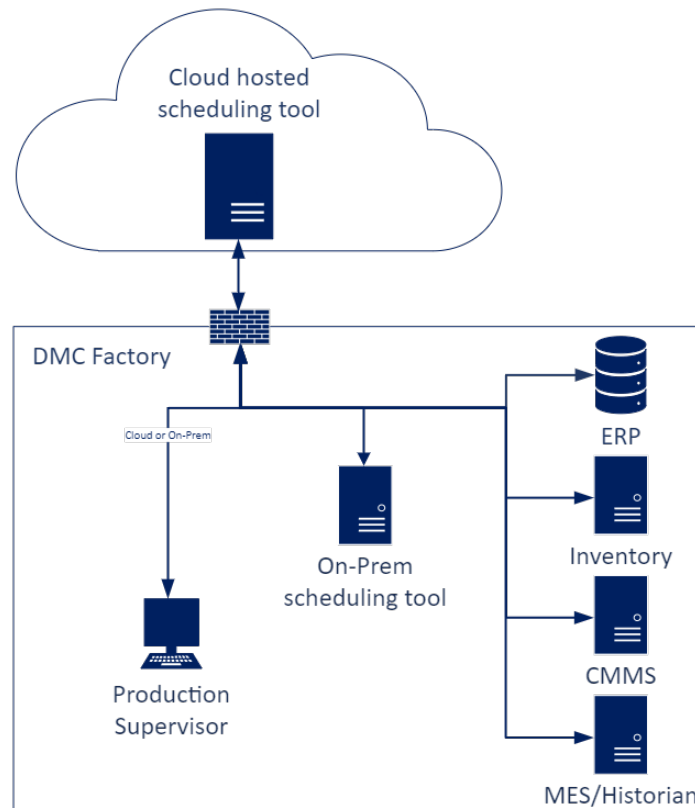 Cloud hosted
scheduling tool
DMC Factory
Cloud or On-Prem
ERP
On-Prem
scheduling tool
Inventory
CMMS
Production
Supervisor
MES/Historian